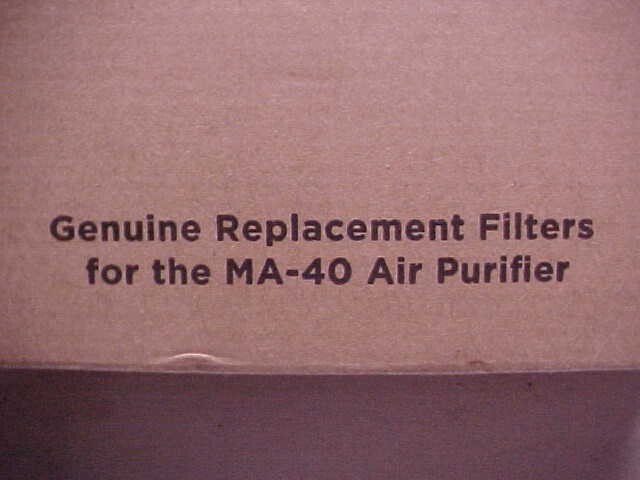 Genuine Replacement Filters
for the MA-40 Air Purifier